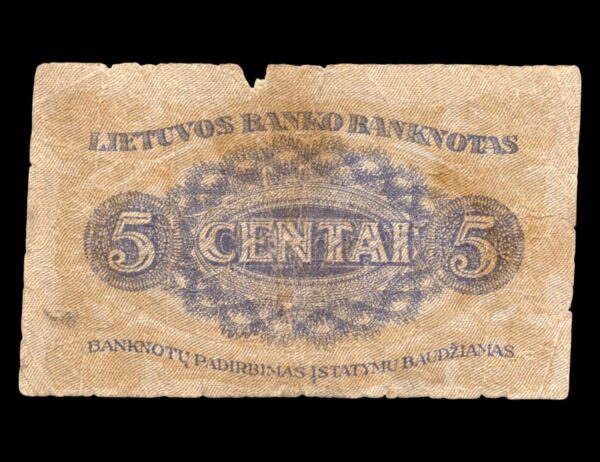 LIETUVOS BANKO BANKNOTAS
5 CENTAI 5
BANKNOTŲ PADIRBIMAS ĮSTATYMU BAUDŽIAMAS